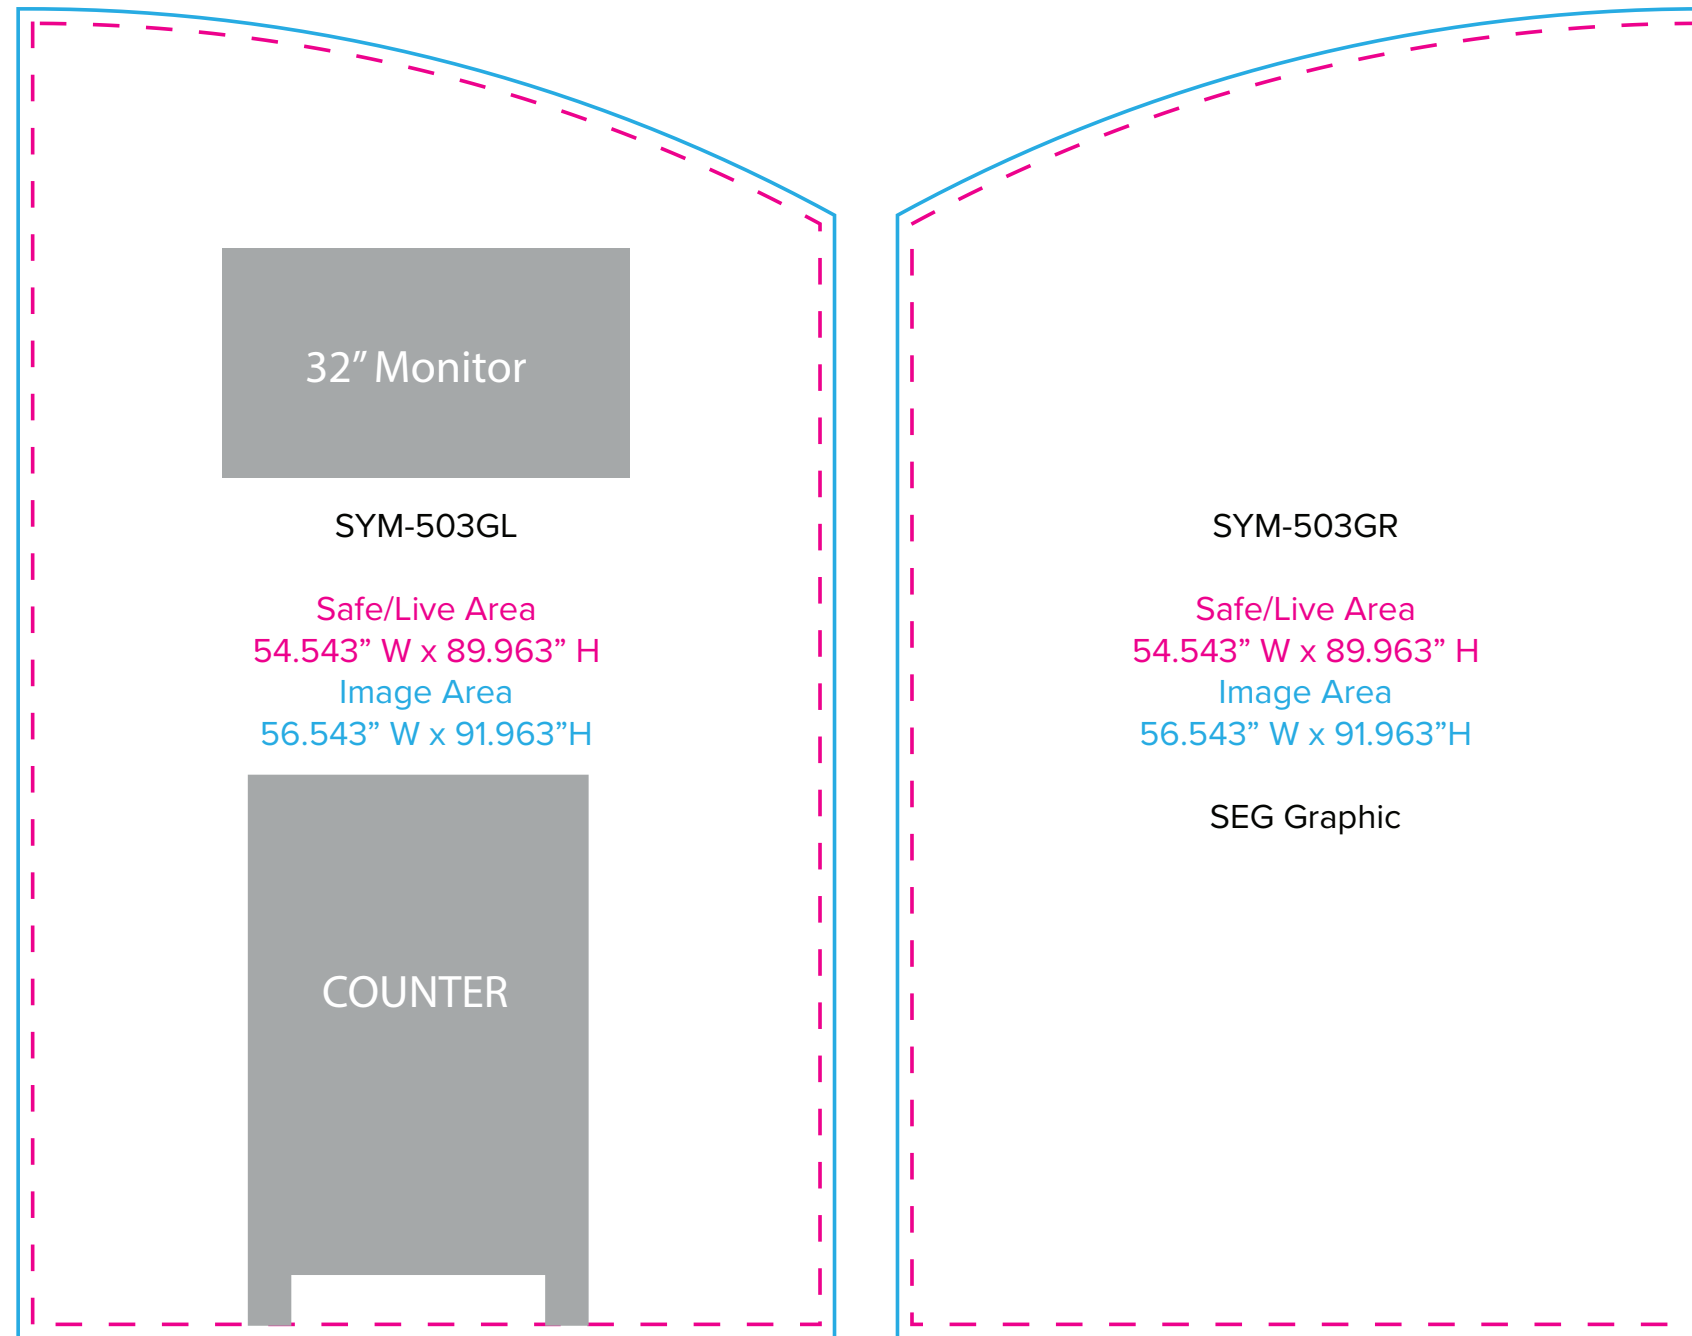 32” Monitor
SYM-503GL
Safe/Live Area
54.543” W x 89.963” H
Image Area
56.543” W x 91.963”H
COUNTER
SYM-503GR
Safe/Live Area
54.543” W x 89.963” H
Image Area
56.543” W x 91.963”H
SEG Graphic